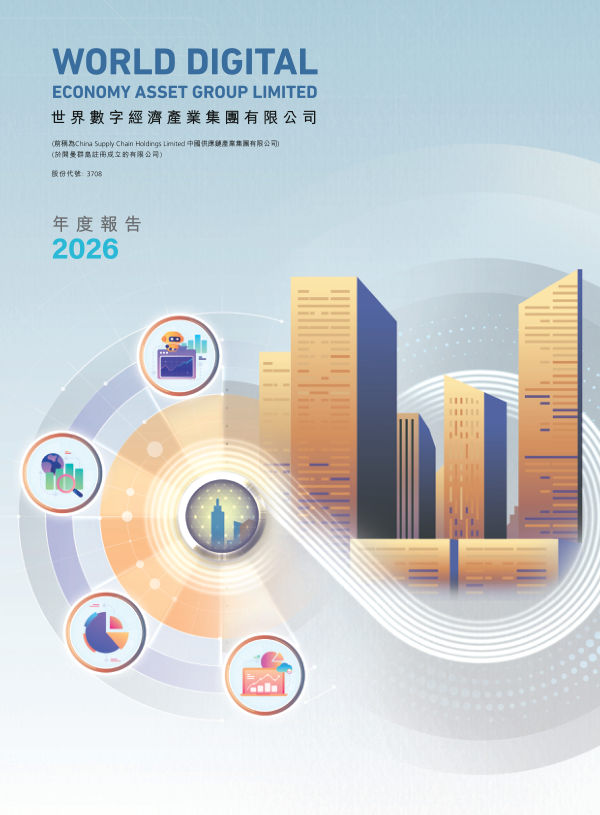 WORLD DIGITAL
ECONOMY ASSET GROUP LIMITED
世界數字經濟產業集團有限公司
(前稱為China Supply Chain Holdings Limited 中國供應鏈產業集團有限公司)
(於開曼群島註冊成立的有限公司)
股份代號: 3708
年度報告
2026